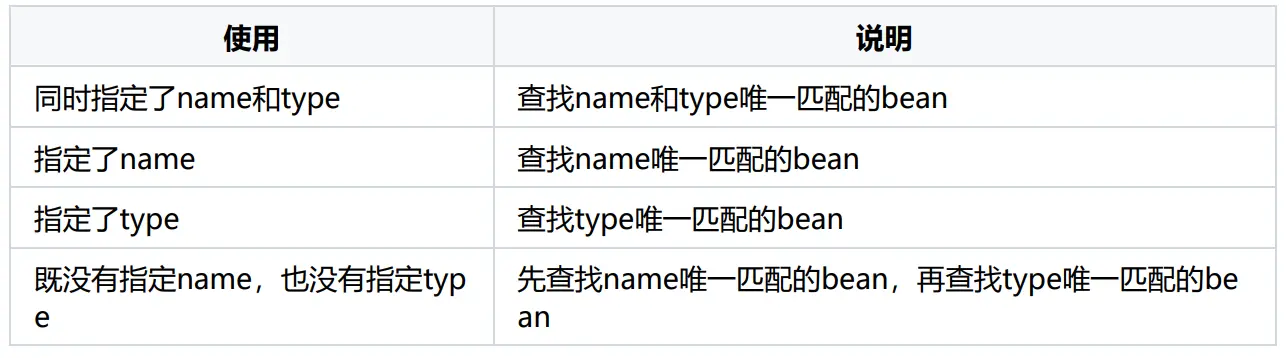 使用
说明
同时指定了name和type
查找name和type唯一匹配的bean
指定了name
查找name唯一匹配的bean
指定了type
查找type唯一匹配的bean
既没有指定name，也没有指定typ
e
先查找name唯一匹配的bean，再查找type唯一匹配的be
an